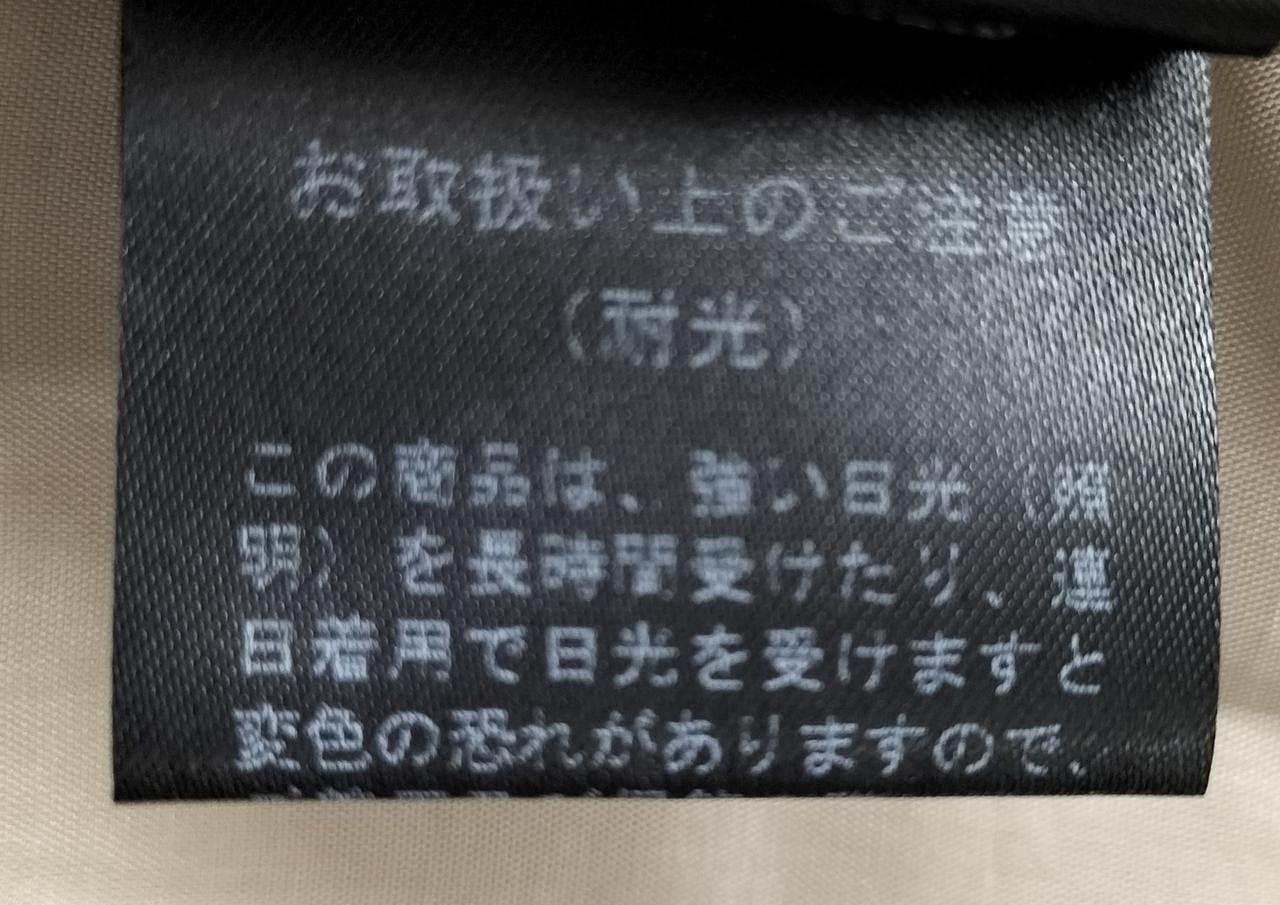 お取扱い上のご注意
(耐光)
この商品は、強い日光(照
明)を長時間受けたり、連
日着用で日光を受けますと
変色の恐れがありますので、